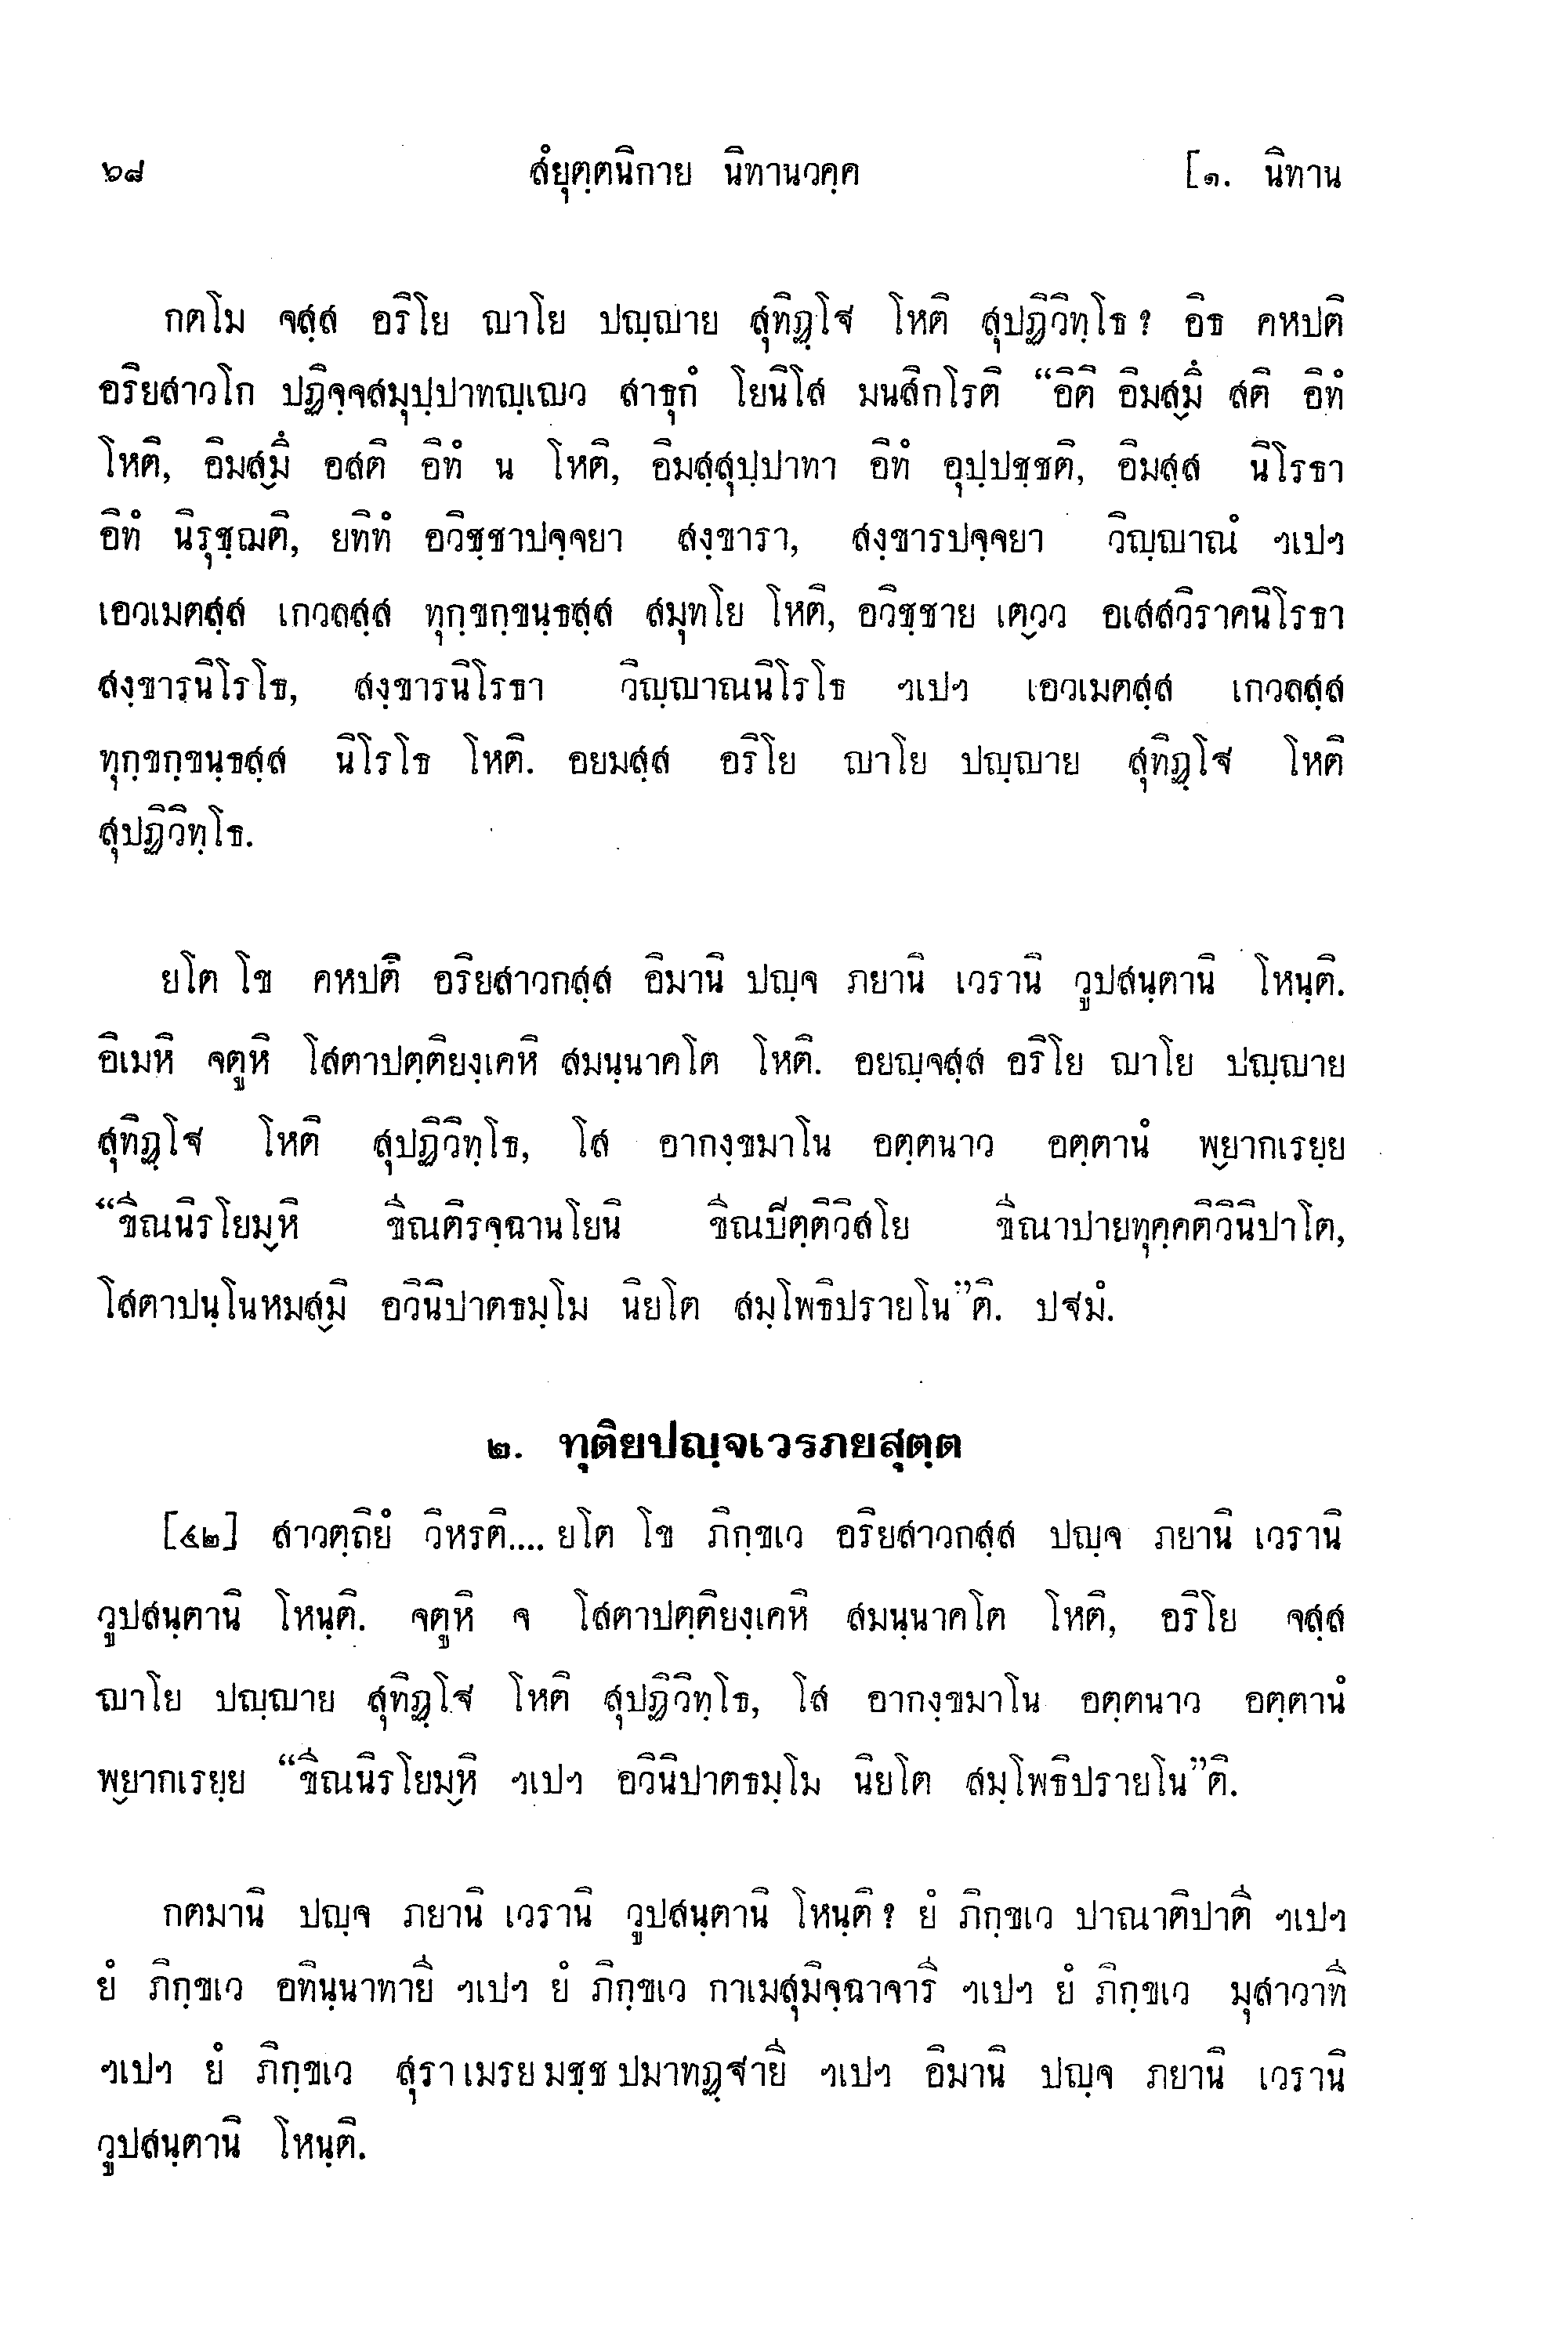 ๖๘ สํยุตฺตนิกาย นิทานวคฺค [๑. นิทาน
กตโม จสฺส อริโย ญาโย ปญฺญาย สุทิฏฺโฐ โหติ สุปฏิวิทฺโธ ? อิธ คหปติ
อริยสาวโก ปฏิจฺจสมุปฺปาทญฺเญว สาธุกํ โยนิโส มนสิกโรติ “อิติ อิมสฺมึ สติ อิทํ
โหติ, อิมสฺมึ อสติ อิทํ น โหติ, อิมสฺสุปฺปาทา อิทํ อุปฺปชฺชติ, อิมสฺส นิโรธา
อิทํ นิรุชฺฌติ, ยทิทํ อวิชฺชาปจฺจยา สงฺขารา, สงฺขารปจฺจยา วิญฺญาณํ ฯเปฯ
เอวเมตสฺส เกวลสฺส ทุกฺขกฺขนฺธสฺส สมุทโย โหติ, อวิชฺชาย เตฺวว อเสสวิราคนิโรธา
สงฺขารนิโรโธ, สงฺขารนิโรธา วิญฺญาณนิโรโธ ฯเปฯ เอวเมตสฺส เกวลสฺส
ทุกฺขกฺขนฺธสฺส นิโรโธ โหติ. อยมสฺส อริโย ญาโย ปญฺญาย สุทิฏฺโฐ โหติ
สุปฏิวิทฺโธ.
ยโต โข คหปติ อริยสาวกสฺส อิมานิ ปญฺจ ภยานิ เวรานิ วูปสนฺตานิ โหนฺติ.
อิเมหิ จตูหิ โสตาปตฺติยงฺเคหิ สมนฺนาคโต โหติ. อยญฺจสฺส อริโย ญาโย ปญฺญาย
สุทิฏฺโฐ โหติ สุปฏิวิทฺโธ, โส อากงฺขมาโน อตฺตนาว อตฺตานํ พฺยากเรยฺย
“ขีณนิรโยมฺหิ ขีณติรจฺฉานโยนิ ขีณปีตฺติวิสโย ขีณาปายทุคฺคติวินิปาโต,
โสตาปนฺโนหมสฺมิ อวินิปาตธมฺโม นิยโต สมฺโพธิปรายโน”ติ. ปฐมํ.
๒. ทุติยปญฺจเวรภยสุตฺต
[๔๒] สาวตฺถิยํ วิหรติ.... ยโต โข ภิกฺขเว อริยสาวกสฺส ปญฺจ ภยานิ เวรานิ
วูปสนฺตานิ โหนฺติ. จตูหิ จ โสตาปตฺติยงฺเคหิ สมนฺนาคโต โหติ, อริโย จสฺส
ญาโย ปญฺญาย สุทิฏฺโฐ โหติ สุปฏิวิทฺโธ, โส อากงฺขมาโน อตฺตนาว อตฺตานํ
พฺยากเรยฺย “ขีณนิรโยมฺหิ ฯเปฯ อวินิปาตธมฺโม นิยโต สมฺโพธิปรายโน”ติ.
กตมานิ ปญฺจ ภยานิ เวรานิ วูปสนฺตานิ โหนฺติ ? ยํ ภิกฺขเว ปาณาติปาตี ฯเปฯ
ยํ ภิกฺขเว อทินฺนาทายี ฯเปฯ ยํ ภิกฺขเว กาเมสุมิจฺฉาจารี ฯเปฯ ยํ ภิกฺขเว มุสาวาที
ฯเปฯ ยํ ภิกฺขเว สุราเมรยมชฺชปมาทฏฺฐายี ฯเปฯ อิมานิ ปญฺจ ภยานิ เวรานิ
วูปสนฺตานิ โหนฺติ.